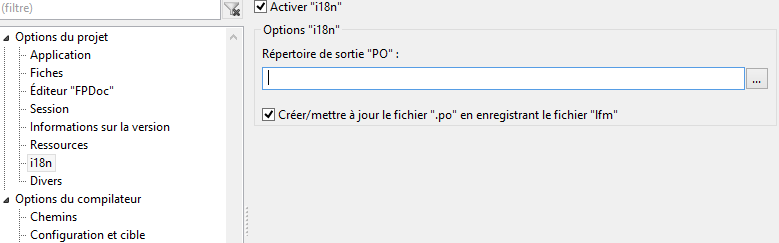 (filtre)
Options du projet
Application
Fiches
Éditeur "FPDoc"
Session
Informations sur la version
Ressources
i18n
Divers
Options du compilateur
Chemins
Configuration et cible
Activer "i18n"
Options "i18n"
Répertoire de sortie "PO" :
...
Créer/mettre à jour le fichier ".po" en enregistrant le fichier "lfm"